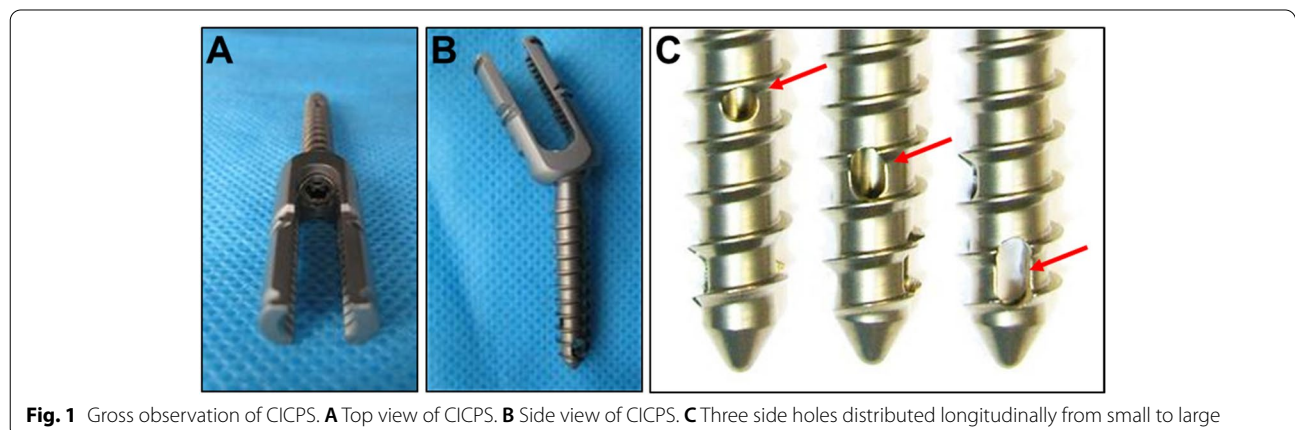 A
B
C
Fig. 1 Gross observation of CICPS. A Top view of CICPS. B Side view of CICPS. C Three side holes distributed longitudinally from small to large